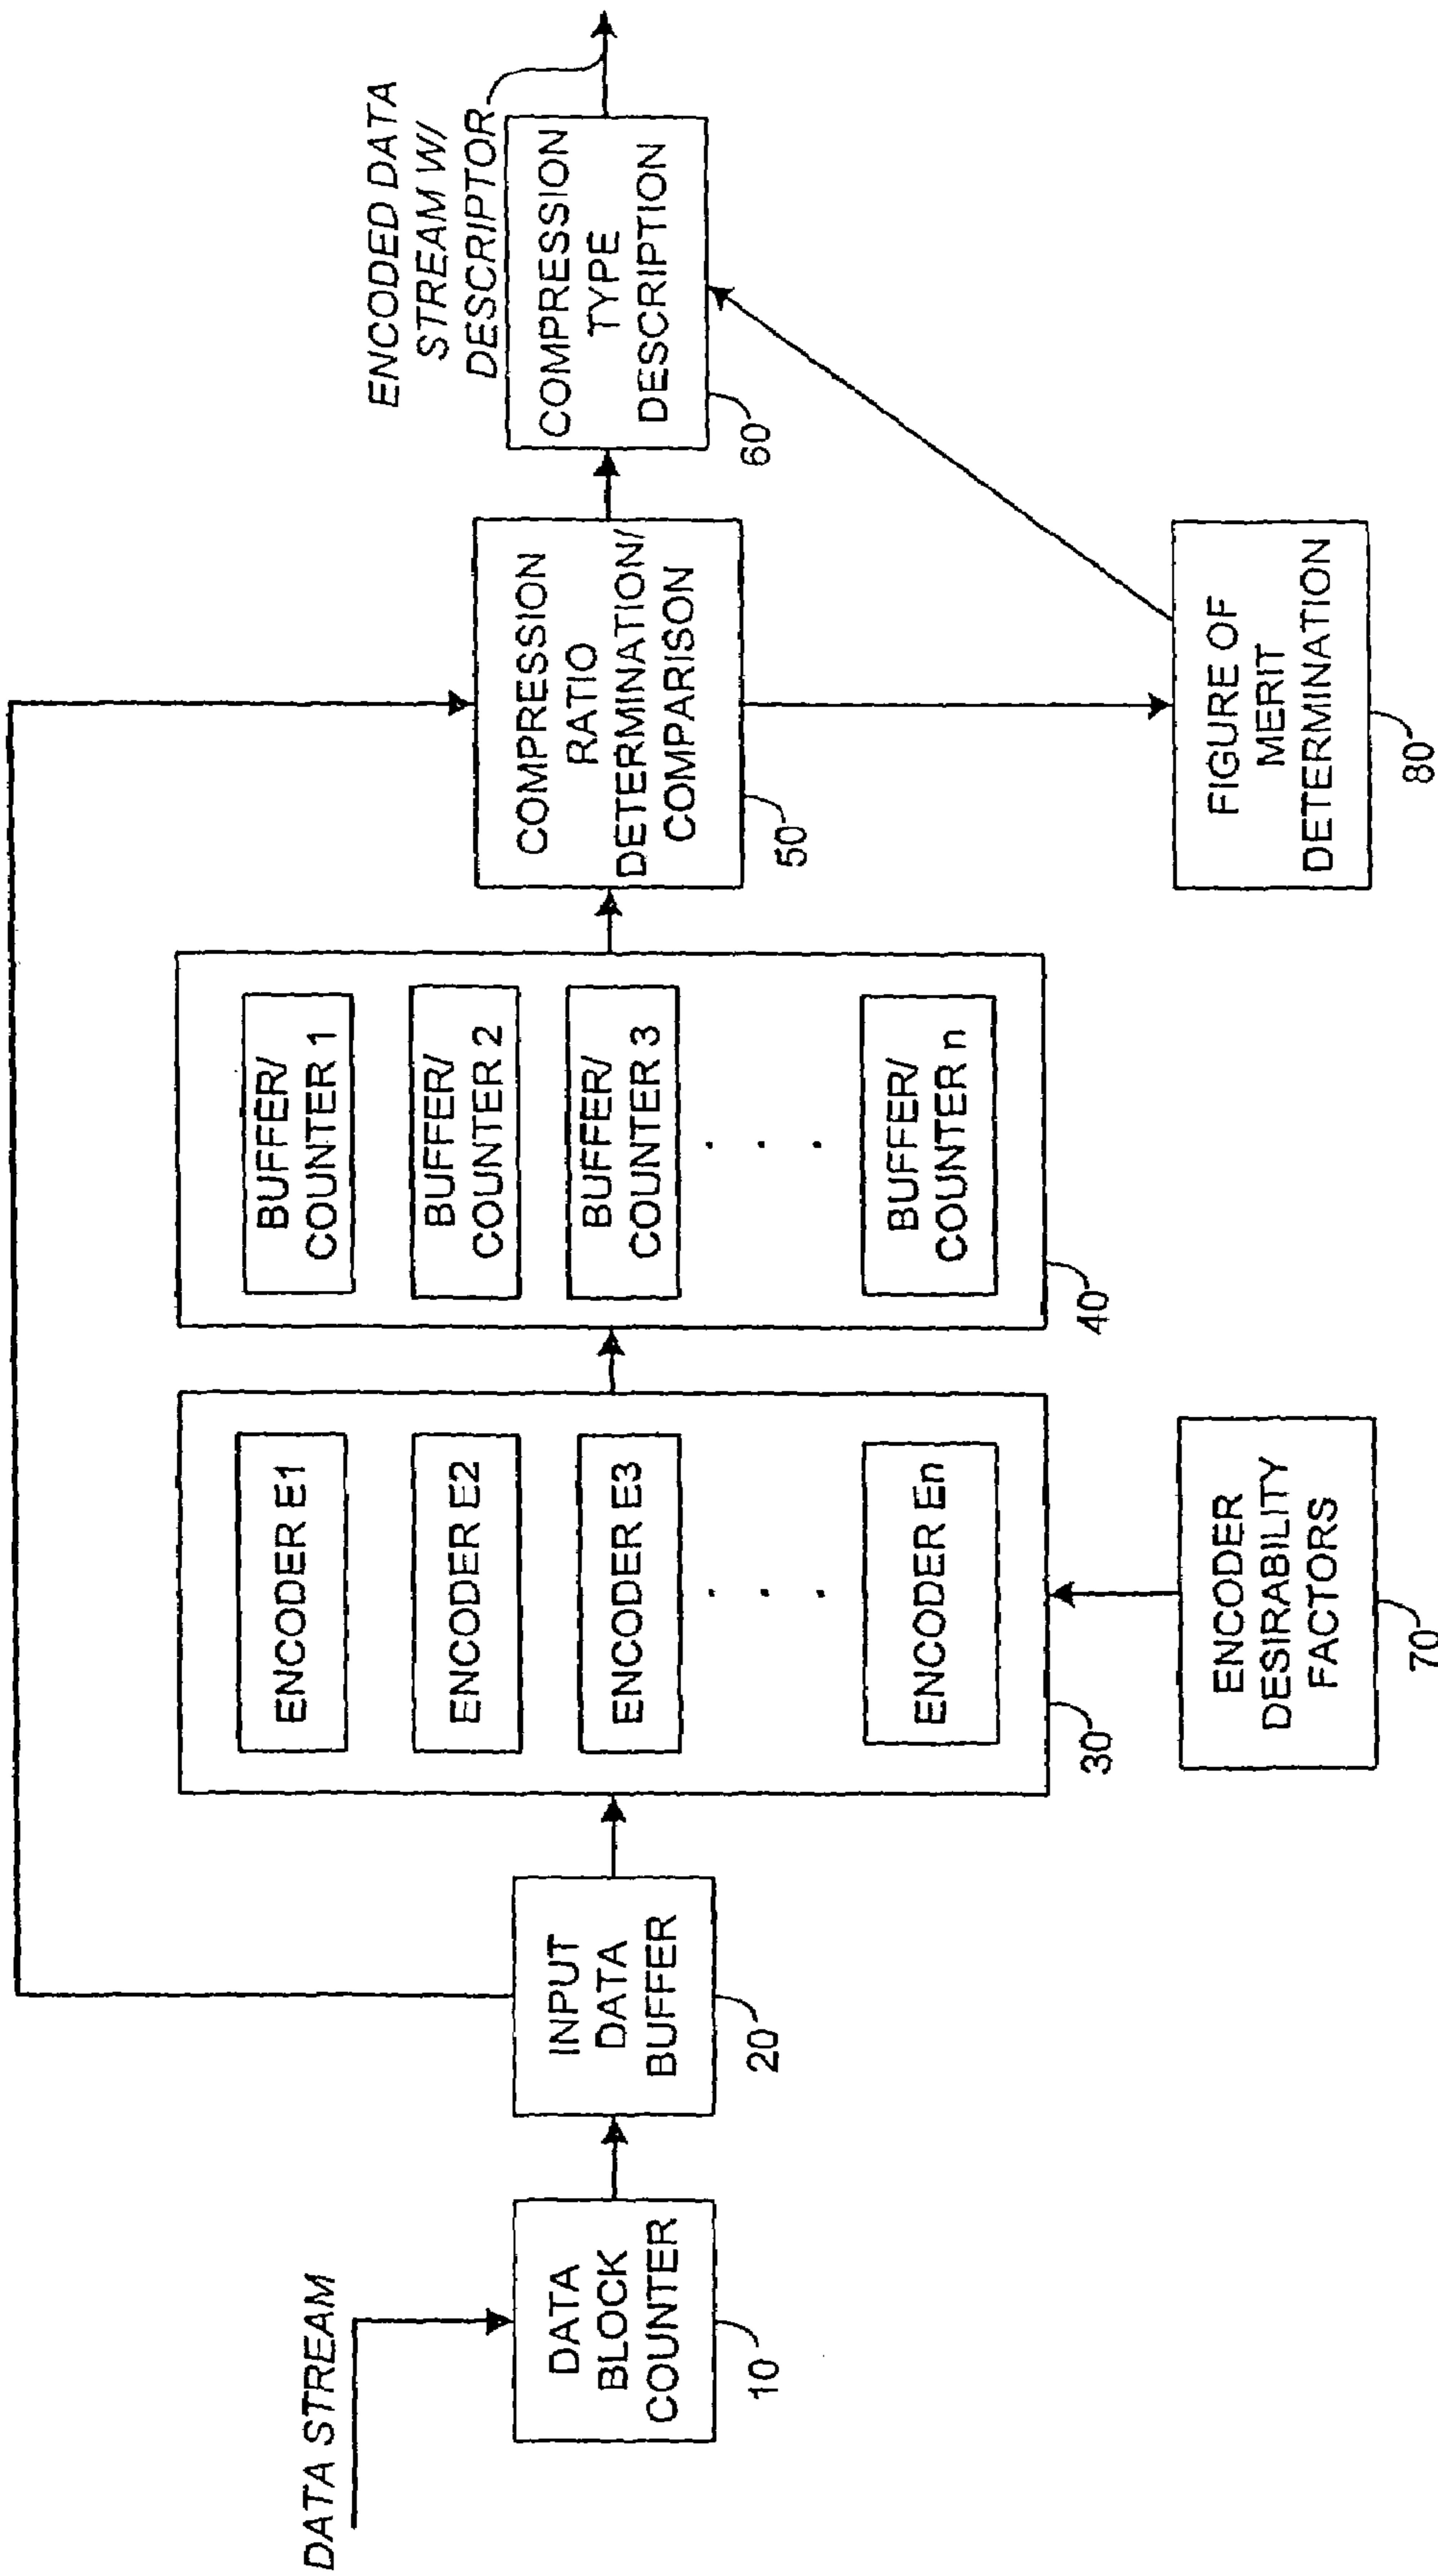 DATA STREAM
DATA
BLOCK
COUNTER
10
INPUT
DATA
BUFFER
20
ENCODER E1
ENCODER E2
ENCODER E3
. . .
ENCODER En
30
ENCODER
DESIRABILITY
FACTORS
70
BUFFER/
COUNTER 1
BUFFER/
COUNTER 2
BUFFER/
COUNTER 3
. . .
BUFFER/
COUNTER n
40
COMPRESSION
RATIO
DETERMINATION/
COMPARISON
50
FIGURE OF
MERIT
DETERMINATION
80
COMPRESSION
TYPE
DESCRIPTION
60
ENCODED DATA
STREAM W/
DESCRIPTOR